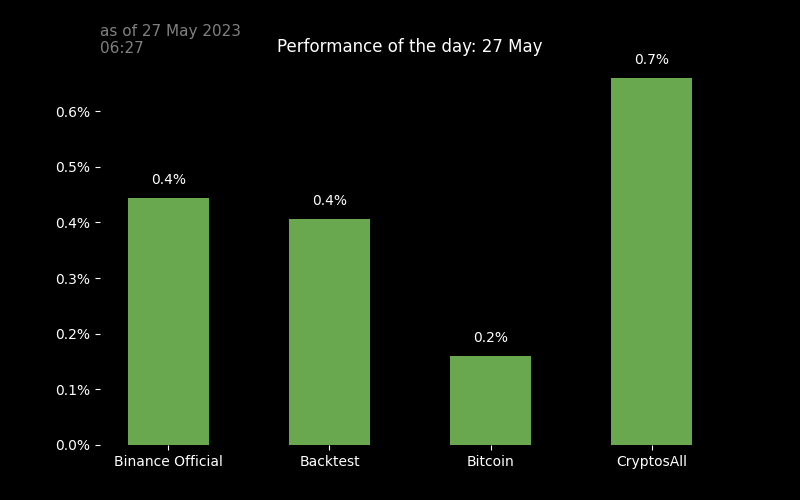 as of 27 May 2023
06:27
Performance of the day: 27 May
0.7%
0.6%
0.5%
0.4%
0.4%
0.4%
0.3%
0.2%
0.2%
0.1%
0.0%
Binance Official
Backtest
Bitcoin
CryptosAll